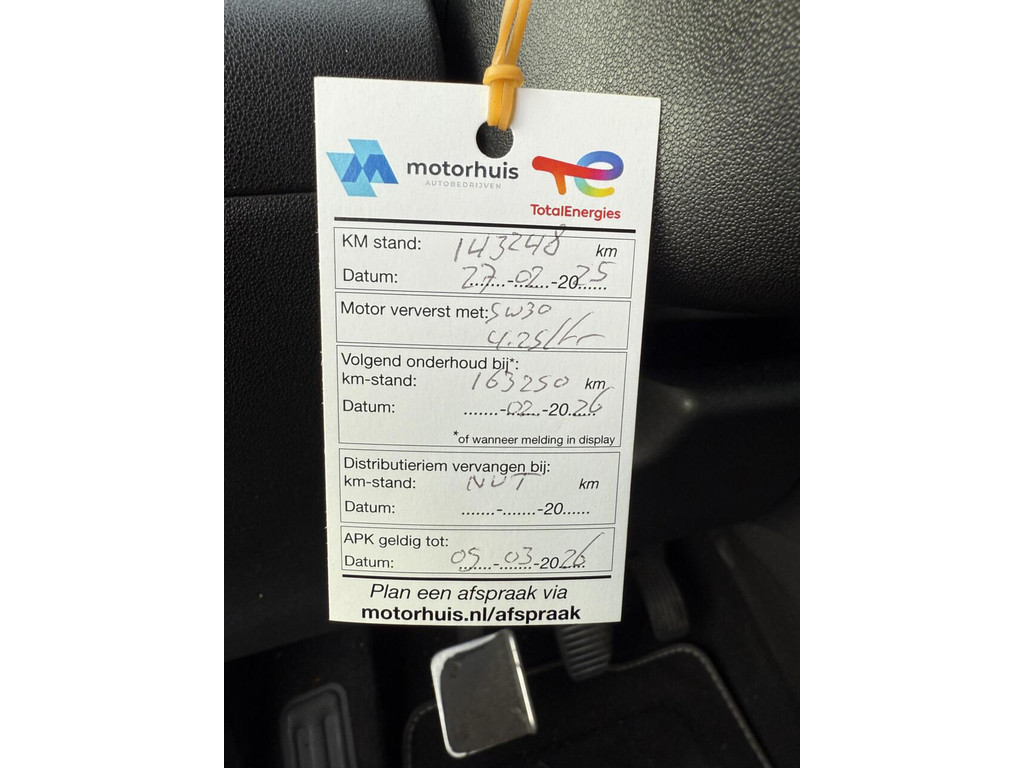 motorhuis
AUTOBEDRIJVEN
TotalEnergies
KM stand: 143248 km
Datum: 27-02-2025
Motor ververst met: 5W30
4.25 ltr
Volgend onderhoud bij*:
km-stand: 163250 km
Datum: .......-02-2026
*of wanneer melding in display
Distributieriem vervangen bij:
km-stand: NVT km
Datum: .......-.......-20......
APK geldig tot:
Datum: 05-03-2026
Plan een afspraak via
motorhuis.nl/afspraak